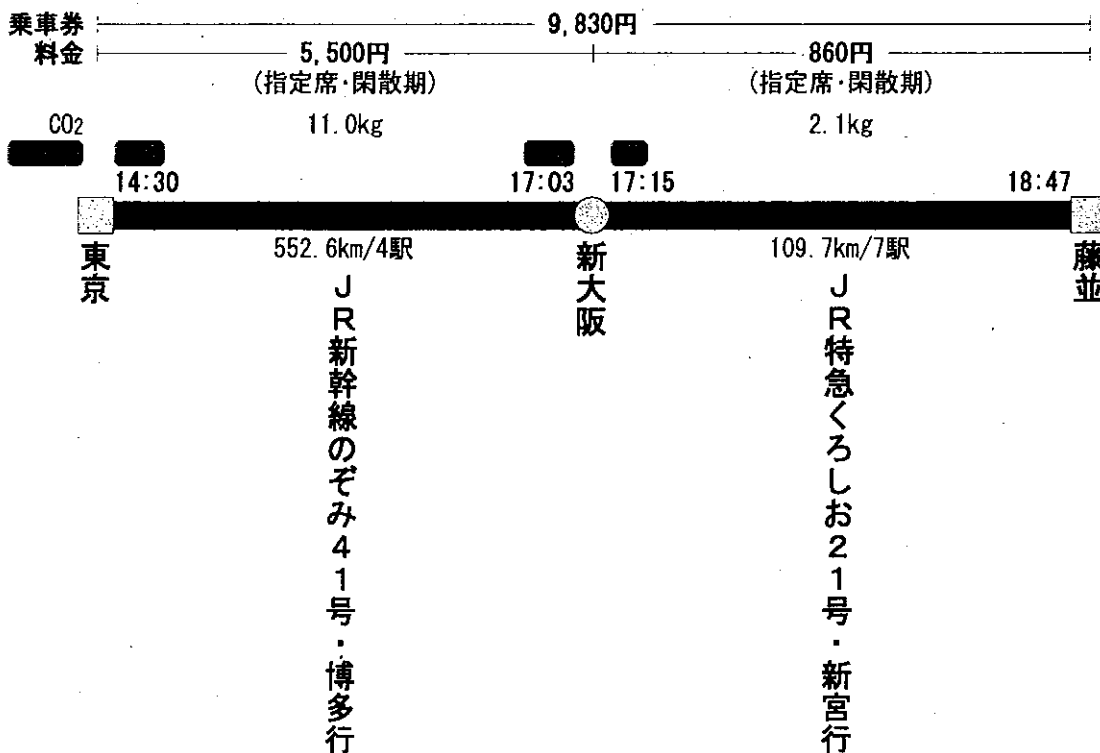 乗車券 9,830円
料金 5,500円 860円
(指定席・閑散期) (指定席・閑散期)
CO2 11.0kg 2.1kg
14:30 17:03 17:15 18:47
552.6km/4駅 109.7km/7駅
東京
新大阪
藤並
JR新幹線のぞみ41号・博多行
JR特急くろしお21号・新宮行